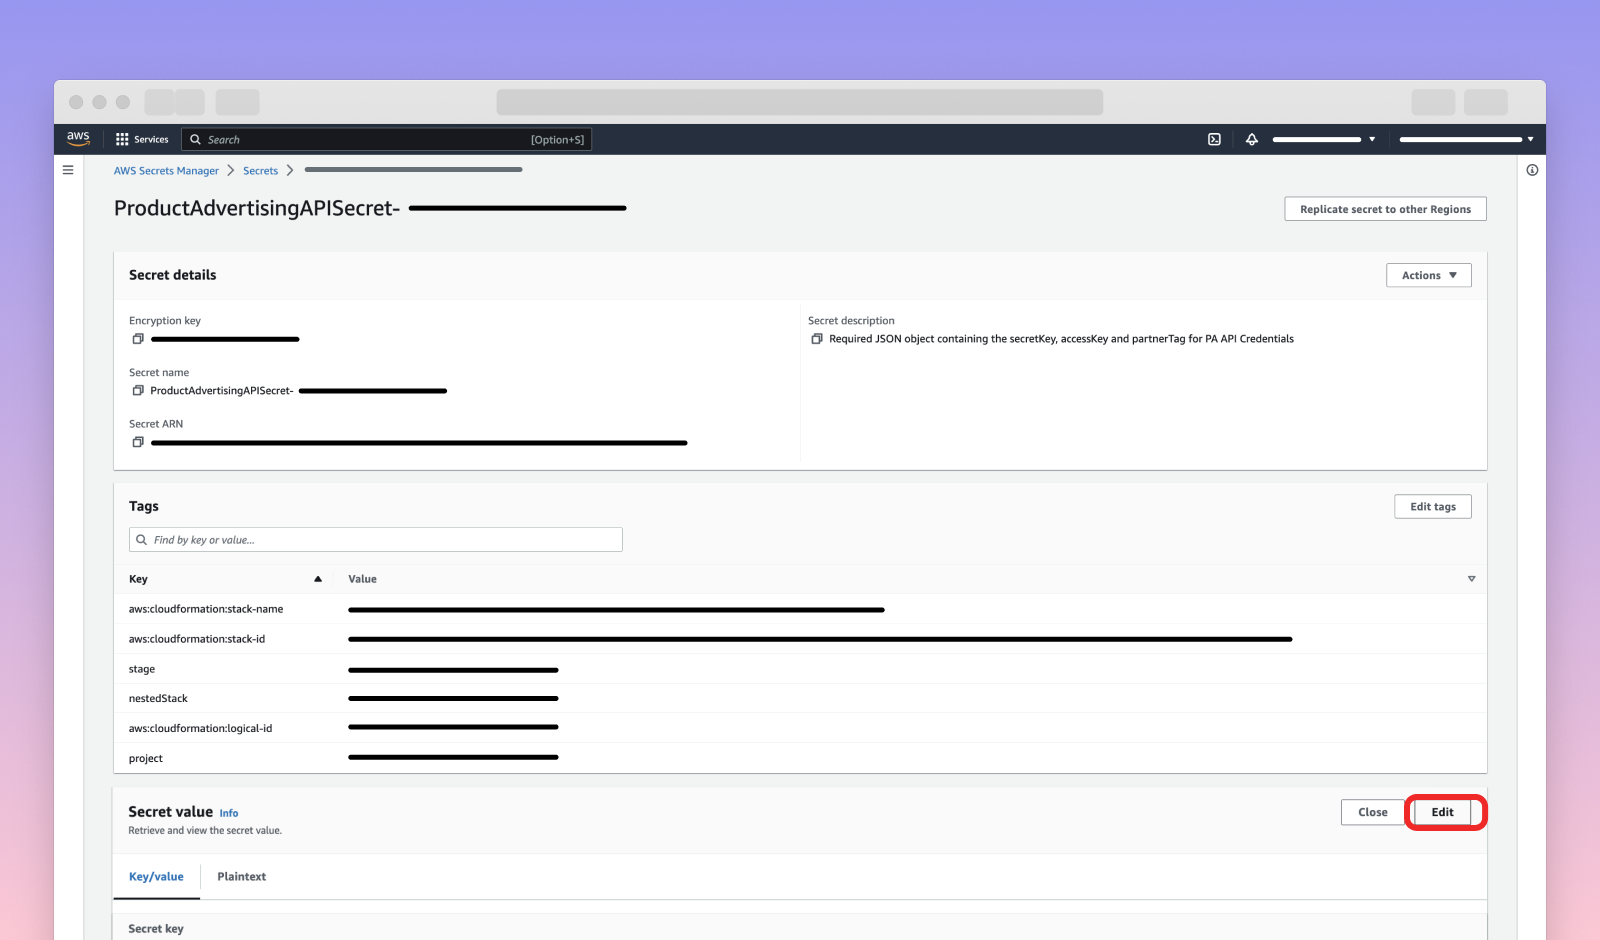 aws
Services
Search
[Option+S]
AWS Secrets Manager
Secrets
ProductAdvertisingAPISecret-
Replicate secret to other Regions
Secret details
Actions
Encryption key
Secret description
Required JSON object containing the secretKey, accessKey and partnerTag for PA API Credentials
Secret name
ProductAdvertisingAPISecret-
Secret ARN
Tags
Edit tags
Find by key or value...
Key
Value
aws:cloudformation:stack-name
aws:cloudformation:stack-id
stage
nestedStack
aws:cloudformation:logical-id
project
Secret value Info
Close
Edit
Retrieve and view the secret value.
Key/value
Plaintext
Secret key